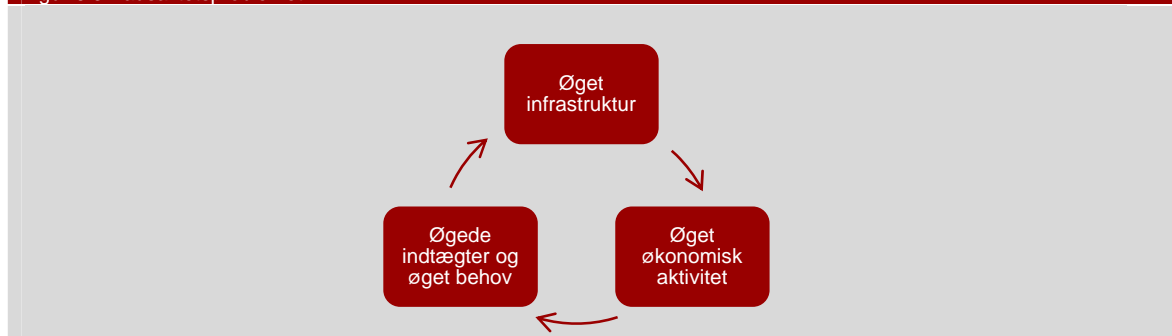 Øget
infrastruktur
Øgede
indtægter og
øget behov
Øget
økonomisk
aktivitet